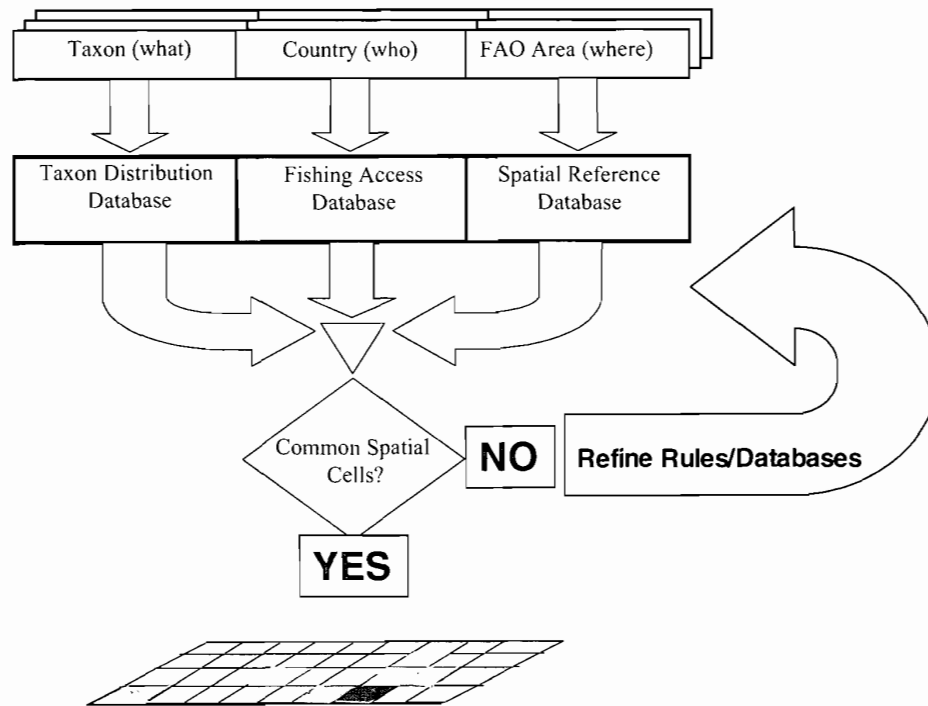 Taxon (what) Country (who) FAO Area (where)
Taxon Distribution Database
Fishing Access Database
Spatial Reference Database
Common Spatial Cells?
NO
Refine Rules/Databases
YES